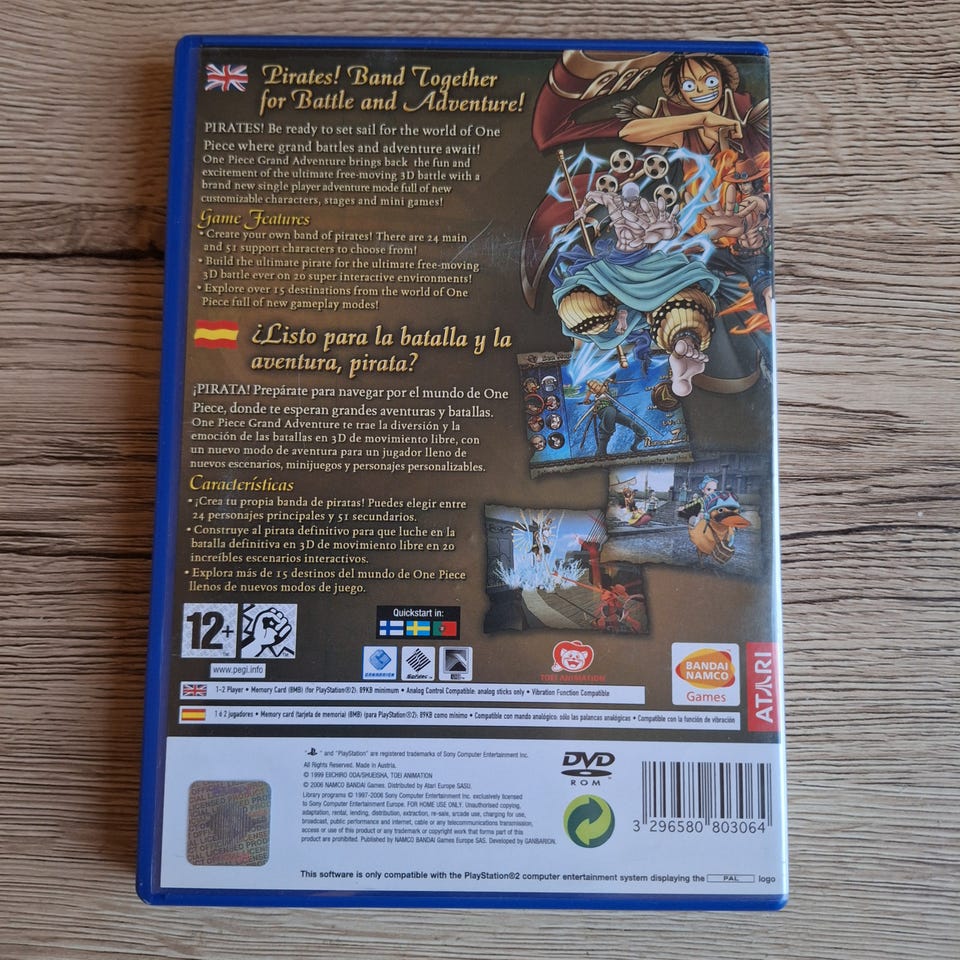 Pirates! Band Together
for Battle and Adventure!
PIRATES! Be ready to set sail for the world of One
Piece where grand battles and adventure await!
One Piece Grand Adventure brings back the fun and
excitement of the ultimate free-moving 3D battle with a
brand new single player adventure mode full of new
customizable characters, stages and mini games!
Game Features
• Create your own band of pirates! There are 24 main
and 51 support characters to choose from!
• Build the ultimate pirate for the ultimate free-moving
3D battle ever on 20 super interactive environments!
• Explore over 15 destinations from the world of One
Piece full of new gameplay modes!
¿Listo para la batalla y la
aventura, pirata?
¡PIRATA! Prepárate para navegar por el mundo de One
Piece, donde te esperan grandes aventuras y batallas.
One Piece Grand Adventure te trae la diversión y la
emoción de las batallas en 3D de movimiento libre, con
un nuevo modo de aventura para un jugador lleno de
nuevos escenarios, minijuegos y personajes personalizables.
Características
• ¡Crea tu propia banda de piratas! Puedes elegir entre
24 personajes principales y 51 secundarios.
• Construye al pirata definitivo para que luche en la
batalla definitiva en 3D de movimiento libre en 20
increíbles escenarios interactivos.
• Explora más de 15 destinos del mundo de One Piece
llenos de nuevos modos de juego.
12+
www.pegi.info
Quickstart in:
GANBARION
TOEI ANIMATION
BANDAI
NAMCO
Games
ATARI
1-2 Player • Memory Card (8MB) (for PlayStation®2): 89KB minimum • Analog Control Compatible: analog sticks only • Vibration Function Compatible
1 ó 2 jugadores • Memory card (tarjeta de memoria) (8MB) (para PlayStation®2): 89KB como mínimo • Compatible con mando analógico: sólo las palancas analógicas • Compatible con la función de vibración
" " and "PlayStation" are registered trademarks of Sony Computer Entertainment Inc.
All Rights Reserved. Made in Austria.
© 1999 EIICHIRO ODA/SHUEISHA, TOEI ANIMATION
© 2006 NAMCO BANDAI Games. Distributed by Atari Europe SASU.
Library programs © 1997-2006 Sony Computer Entertainment Inc. exclusively licensed
to Sony Computer Entertainment Europe. FOR HOME USE ONLY. Unauthorised copying,
adaptation, rental, lending, distribution, extraction, re-sale, arcade use, charging for use,
broadcast, public performance and internet, cable or any telecommunications transmission,
access or use of this product or any trademark or copyright work that forms part of this
product are prohibited. Published by NAMCO BANDAI Games Europe SAS. Developed by GANBARION.
DVD
ROM
3 296580 803064
This software is only compatible with the PlayStation®2 computer entertainment system displaying the PAL logo